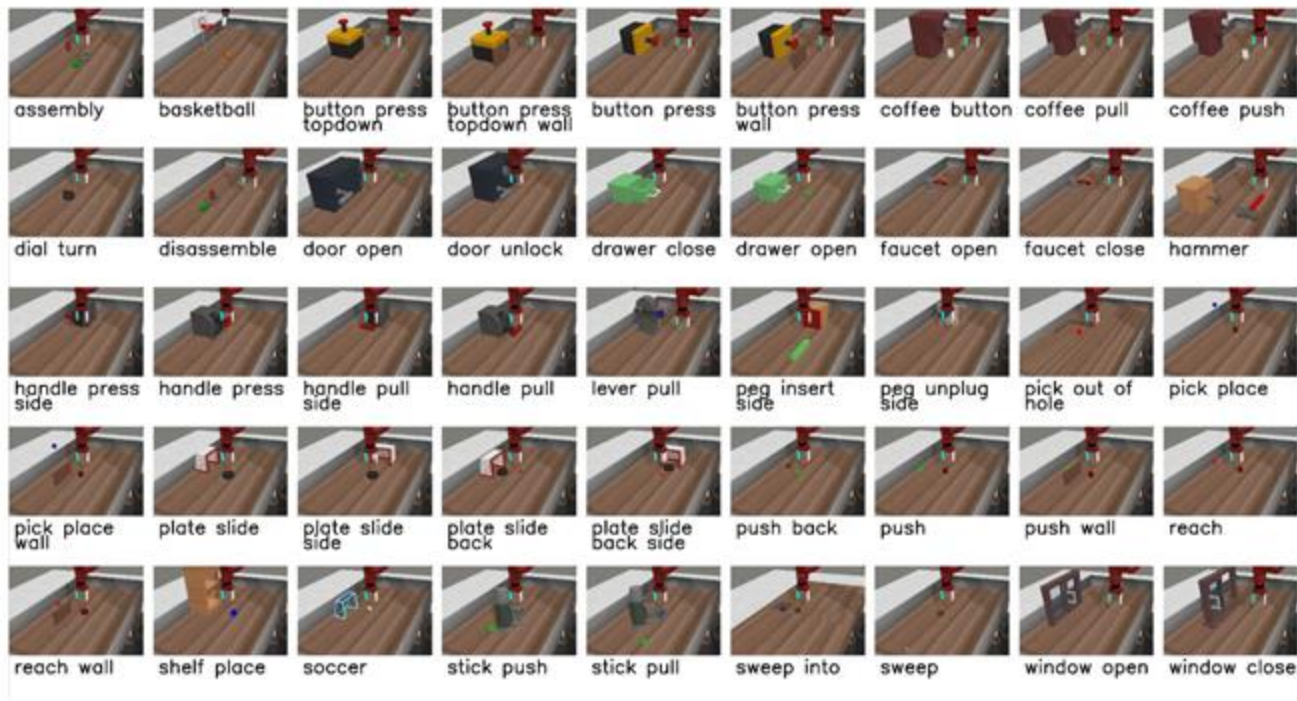 assembly
basketball
button press
topdown
button press
topdown wall
button press
button press
wall
coffee button
coffee pull
coffee push
dial turn
disassemble
door open
door unlock
drawer close
drawer open
faucet open
faucet close
hammer
handle press
side
handle press
handle pull
side
handle pull
lever pull
peg insert
side
peg unplug
side
pick out of
hole
pick place
pick place
wall
plate slide
plate slide
side
plate slide
back
plate slide
back side
push back
push
push wall
reach
reach wall
shelf place
soccer
stick push
stick pull
sweep into
sweep
window open
window close